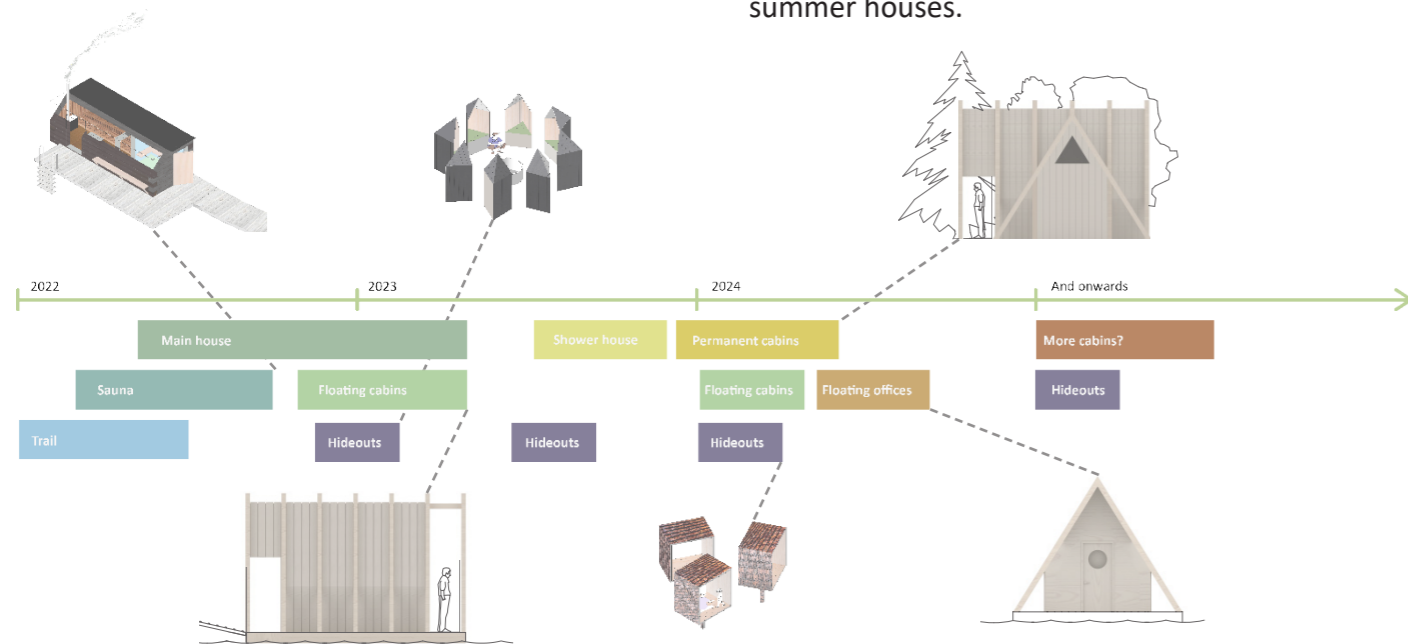 summer houses.
2022
2023
2024
And onwards
Main house
Shower house
Permanent cabins
More cabins?
Sauna
Floating cabins
Floating cabins
Floating offices
Hideouts
Trail
Hideouts
Hideouts
Hideouts